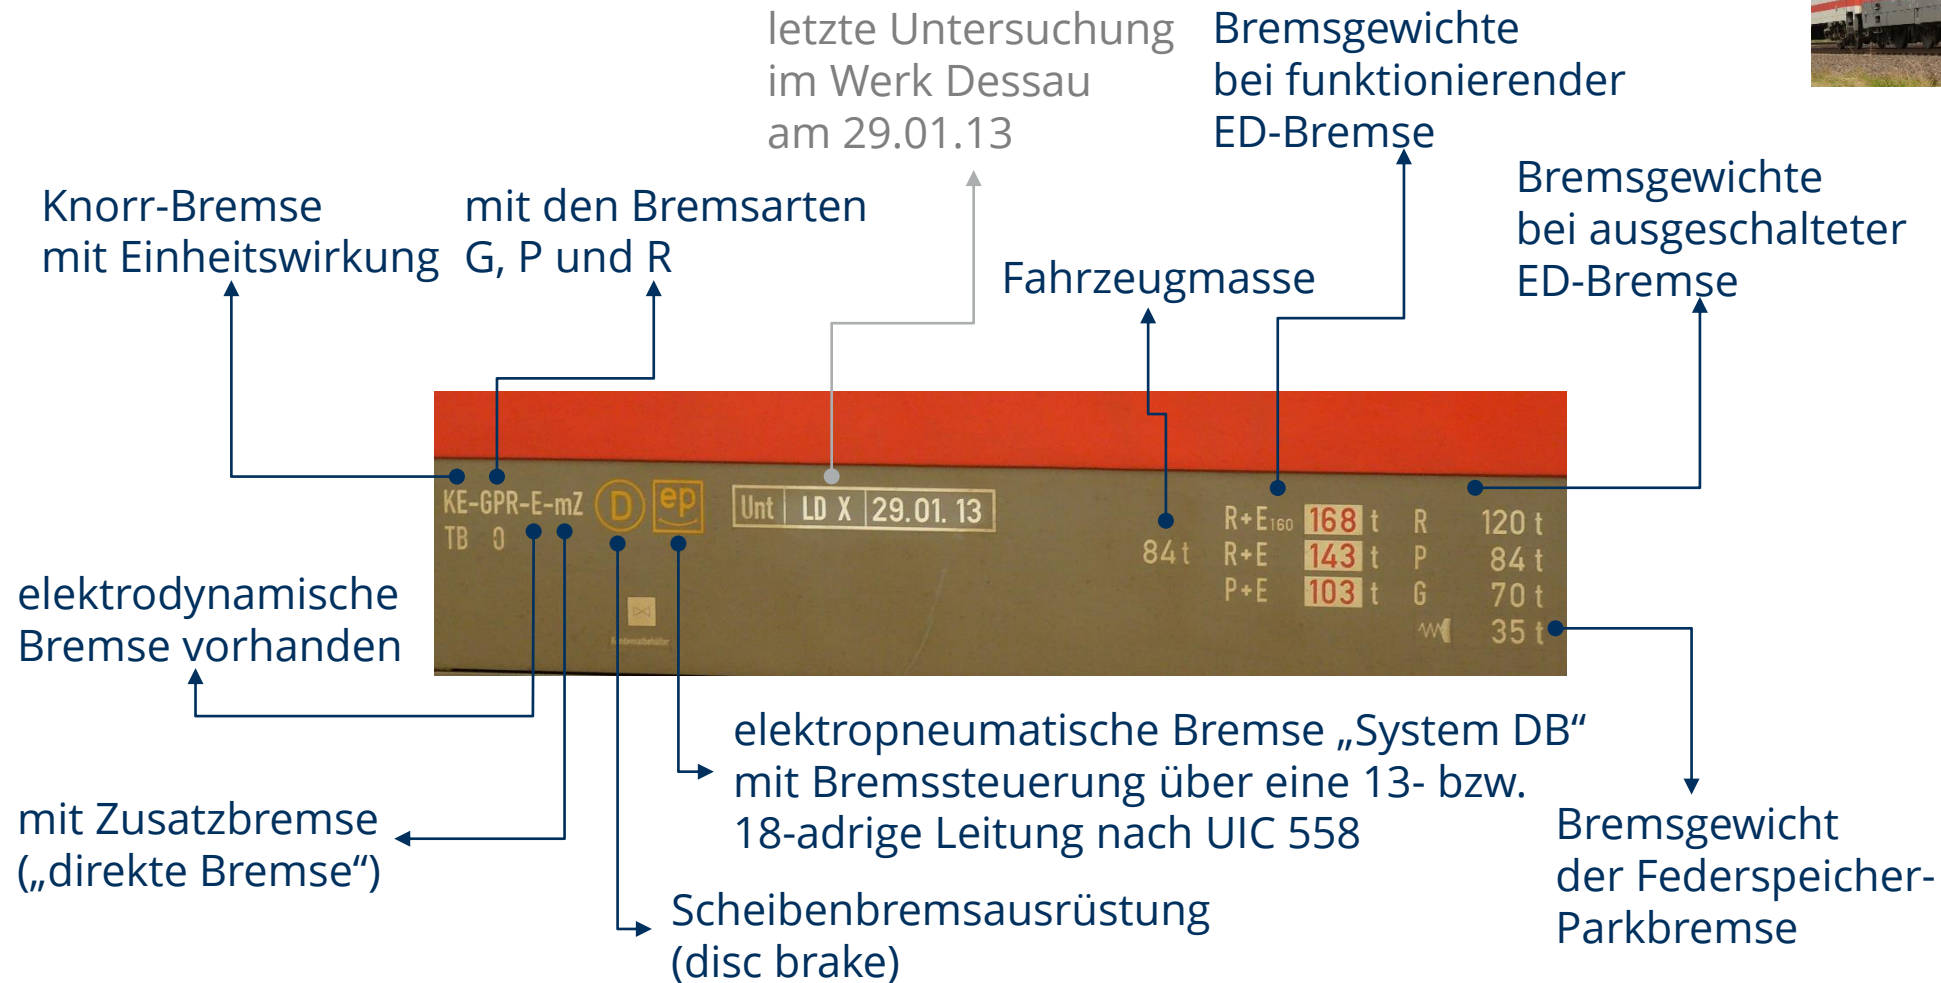 letzte Untersuchung
im Werk Dessau
am 29.01.13
Bremsgewichte
bei funktionierender
ED-Bremse
Bremsgewichte
bei ausgeschalteter
ED-Bremse
Knorr-Bremse
mit Einheitswirkung
mit den Bremsarten
G, P und R
Fahrzeugmasse
KE-GPR-E-mZ
TB 0
D
ep
Unt LD X 29.01.13
84 t
R+E160 168 t
R+E 143 t
P+E 103 t
R 120 t
P 84 t
G 70 t
35 t
elektrodynamische
Bremse vorhanden
mit Zusatzbremse
(„direkte Bremse“)
elektropneumatische Bremse „System DB“
mit Bremssteuerung über eine 13- bzw.
18-adrige Leitung nach UIC 558
Scheibenbremsausrüstung
(disc brake)
Bremsgewicht
der Federspeicher-
Parkbremse